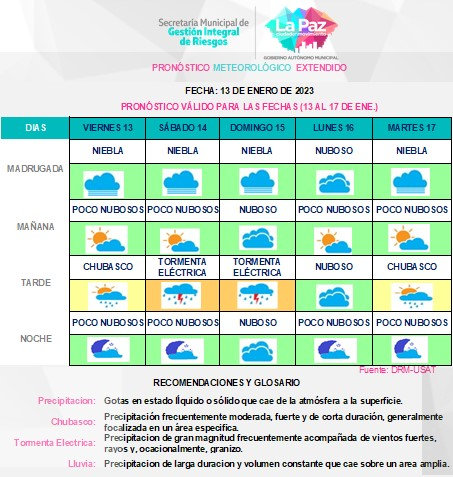 Secretaría Municipal de
Gestión Integral
de Riesgos
La Paz
ciudad en movimiento
GOBIERNO AUTÓNOMO MUNICIPAL
PRONÓSTICO METEOROLÓGICO EXTENDIDO
FECHA: 13 DE ENERO DE 2023
PRONÓSTICO VÁLIDO PARA LAS FECHAS (13 AL 17 DE ENE.)
DIAS VIERNES 13 SÁBADO 14 DOMINGO 15 LUNES 16 MARTES 17
MADRUGADA NIEBLA NIEBLA NIEBLA NUBOSO NIEBLA
MAÑANA POCO NUBOSOS POCO NUBOSOS NUBOSO POCO NUBOSOS POCO NUBOSOS
TARDE CHUBASCO TORMENTA ELÉCTRICA TORMENTA ELÉCTRICA NUBOSO CHUBASCO
NOCHE POCO NUBOSOS POCO NUBOSOS NUBOSO POCO NUBOSOS POCO NUBOSOS
Fuente: DRM-USAT
RECOMENDACIONES Y GLOSARIO
Precipitacion: Gotas en estado líquido o sólido que cae de la atmósfera a la superficie.
Chubasco: Precipitación frecuentemente moderada, fuerte y de corta duración, generalmente
focalizada en un área especifica.
Tormenta Electrica: Precipitacion de gran magnitud frecuentemente acompañada de vientos fuertes,
rayos y, ocacionalmente, granizo.
Lluvia: Precipitacion de larga duracion y volumen constante que cae sobre un area amplia.